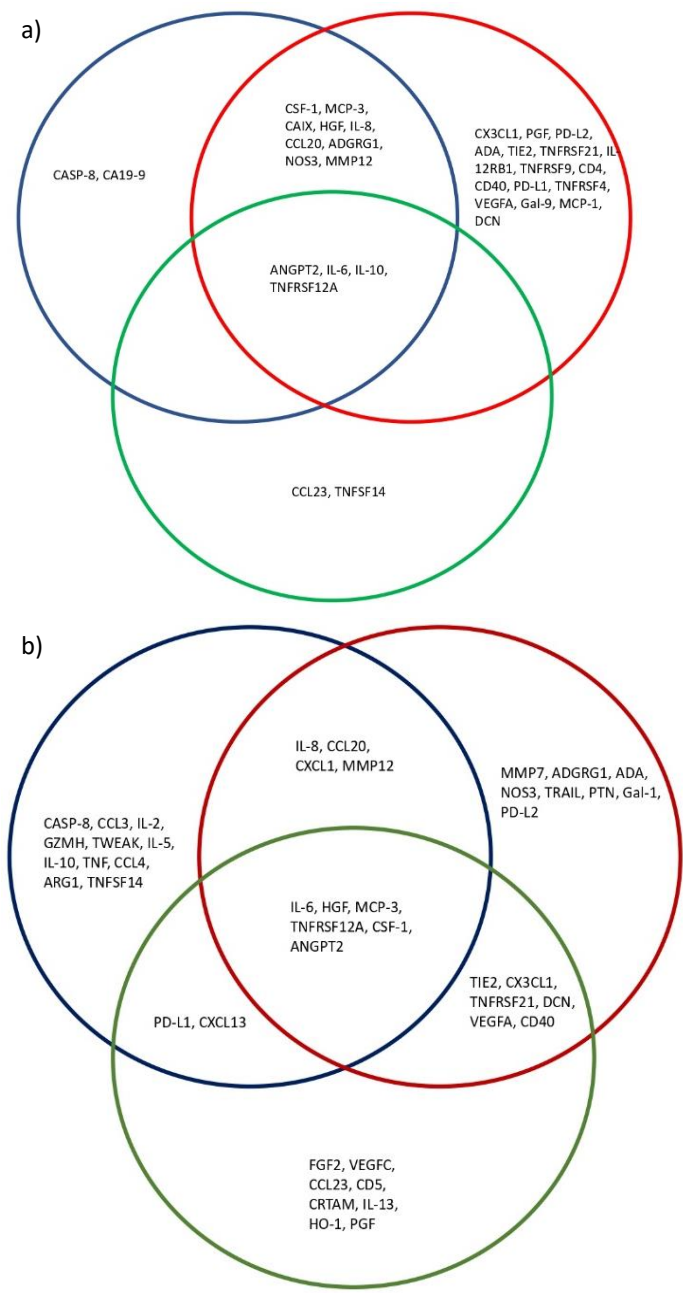 a)
CSF-1, MCP-3,
CAIX, HGF, IL-8,
CCL20, ADGRG1,
NOS3, MMP12
CX3CL1, PGF, PD-L2,
ADA, TIE2, TNFRSF21, IL-
12RB1, TNFRSF9, CD4,
CD40, PD-L1, TNFRSF4,
VEGFA, Gal-9, MCP-1,
DCN
CASP-8, CA19-9
ANGPT2, IL-6, IL-10,
TNFRSF12A
CCL23, TNFSF14
b)
IL-8, CCL20,
CXCL1, MMP12
MMP7, ADGRG1, ADA,
NOS3, TRAIL, PTN, Gal-1,
PD-L2
CASP-8, CCL3, IL-2,
GZMH, TWEAK, IL-5,
IL-10, TNF, CCL4,
ARG1, TNFSF14
IL-6, HGF, MCP-3,
TNFRSF12A, CSF-1,
ANGPT2
TIE2, CX3CL1,
TNFRSF21, DCN,
VEGFA, CD40
PD-L1, CXCL13
FGF2, VEGFC,
CCL23, CD5,
CRTAM, IL-13,
HO-1, PGF